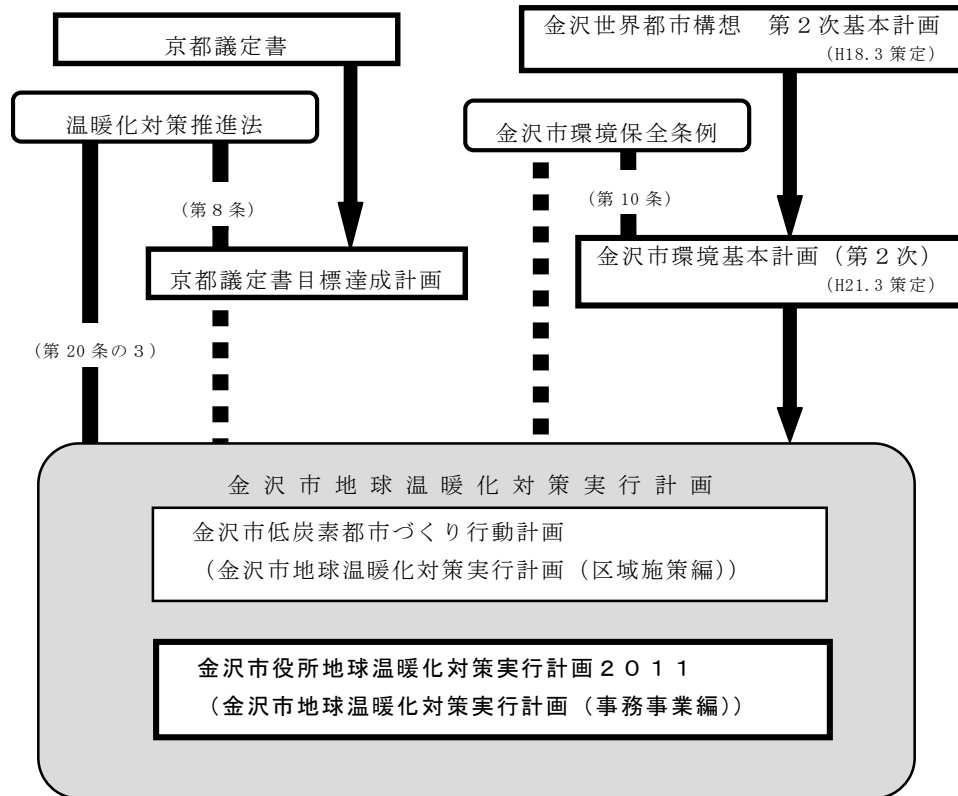 京都議定書
金沢世界都市構想　第２次基本計画
(H18.3 策定)
温暖化対策推進法
金沢市環境保全条例
(第８条)
(第 10 条)
京都議定書目標達成計画
金沢市環境基本計画（第２次）
(H21.3 策定)
(第 20 条の３)
金沢市地球温暖化対策実行計画
金沢市低炭素都市づくり行動計画
（金沢市地球温暖化対策実行計画（区域施策編））
金沢市役所地球温暖化対策実行計画２０１１
（金沢市地球温暖化対策実行計画（事務事業編））